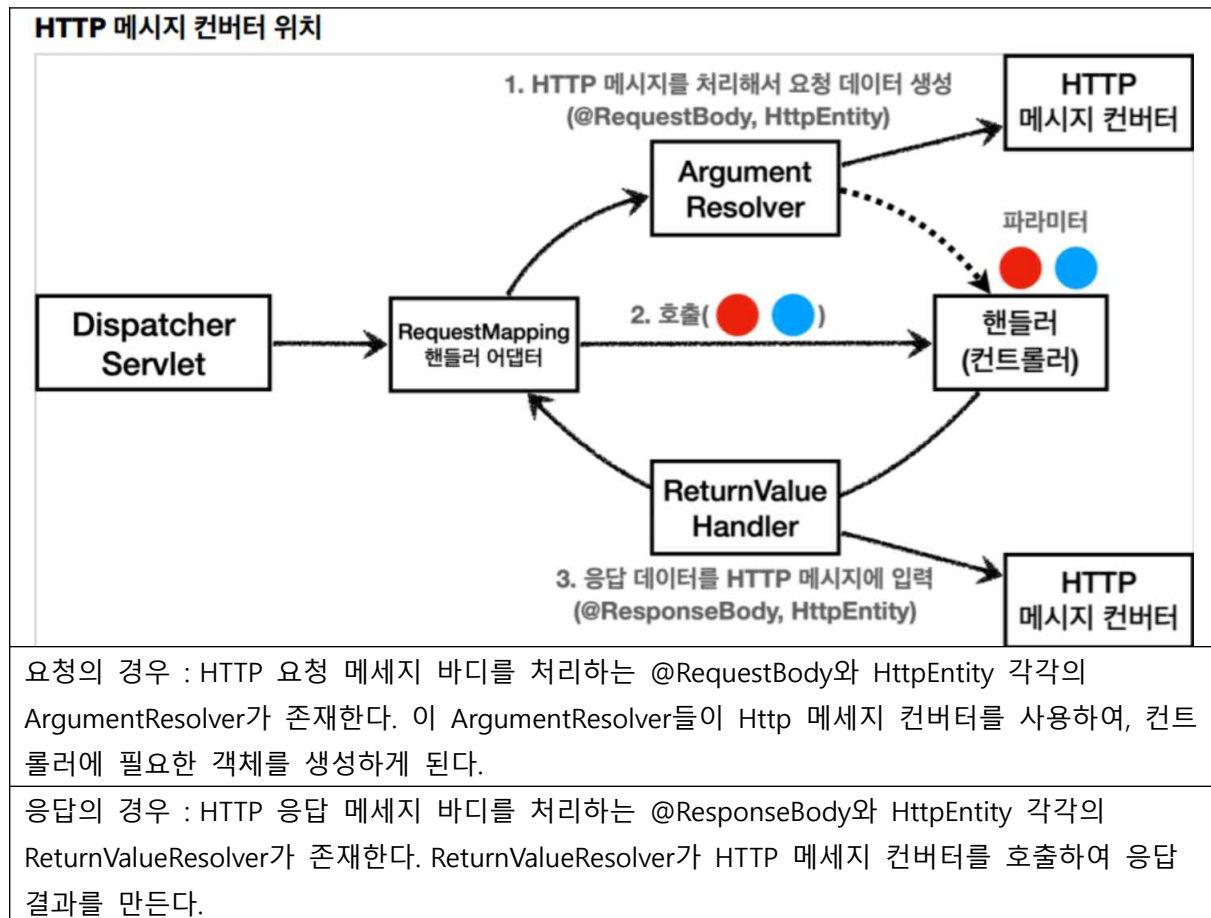 HTTP 메시지 컨버터 위치
1. HTTP 메시지를 처리해서 요청 데이터 생성
(@RequestBody, HttpEntity)
HTTP
메시지 컨버터
Argument
Resolver
파라미터
Dispatcher
Servlet
RequestMapping
핸들러 어댑터
2. 호출( )
핸들러
(컨트롤러)
ReturnValue
Handler
3. 응답 데이터를 HTTP 메시지에 입력
(@ResponseBody, HttpEntity)
HTTP
메시지 컨버터
요청의 경우 : HTTP 요청 메세지 바디를 처리하는 @RequestBody와 HttpEntity 각각의
ArgumentResolver가 존재한다. 이 ArgumentResolver들이 Http 메세지 컨버터를 사용하여, 컨트
롤러에 필요한 객체를 생성하게 된다.
응답의 경우 : HTTP 응답 메세지 바디를 처리하는 @ResponseBody와 HttpEntity 각각의
ReturnValueResolver가 존재한다. ReturnValueResolver가 HTTP 메세지 컨버터를 호출하여 응답
결과를 만든다.